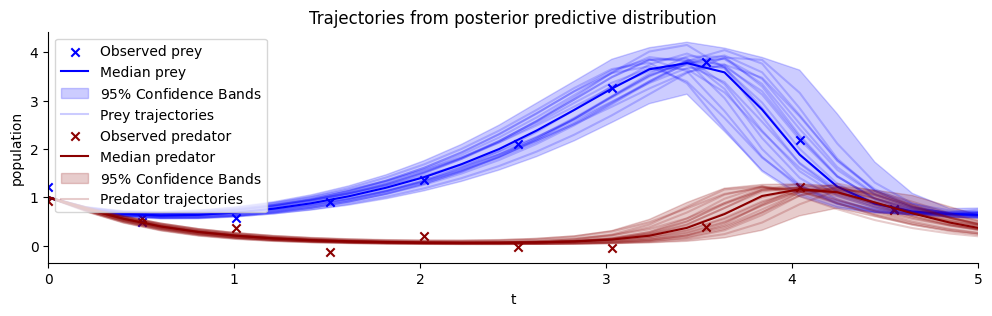 Trajectories from posterior predictive distribution
Observed prey
Median prey
95% Confidence Bands
Prey trajectories
Observed predator
Median predator
95% Confidence Bands
Predator trajectories
population
4
3
2
1
0
0 1 2 3 4 5
t